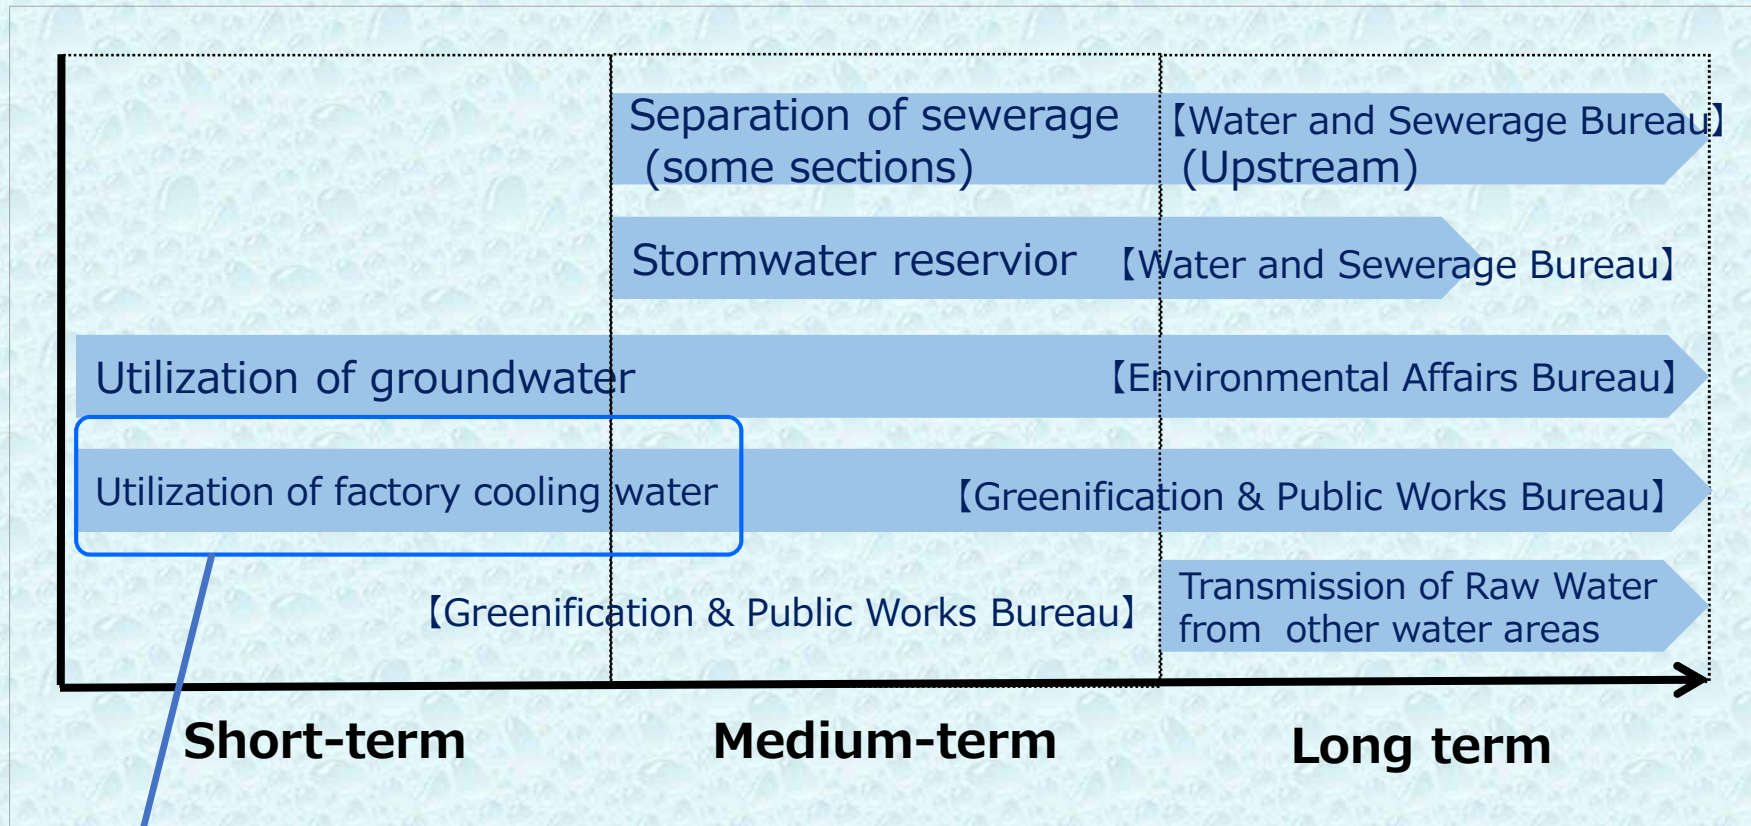 Separation of sewerage 【Water and Sewerage Bureau】
(some sections) (Upstream)
Stormwater reservior 【Water and Sewerage Bureau】
Utilization of groundwater 【Environmental Affairs Bureau】
Utilization of factory cooling water 【Greenification & Public Works Bureau】
【Greenification & Public Works Bureau】 Transmission of Raw Water
from other water areas
Short-term Medium-term Long term